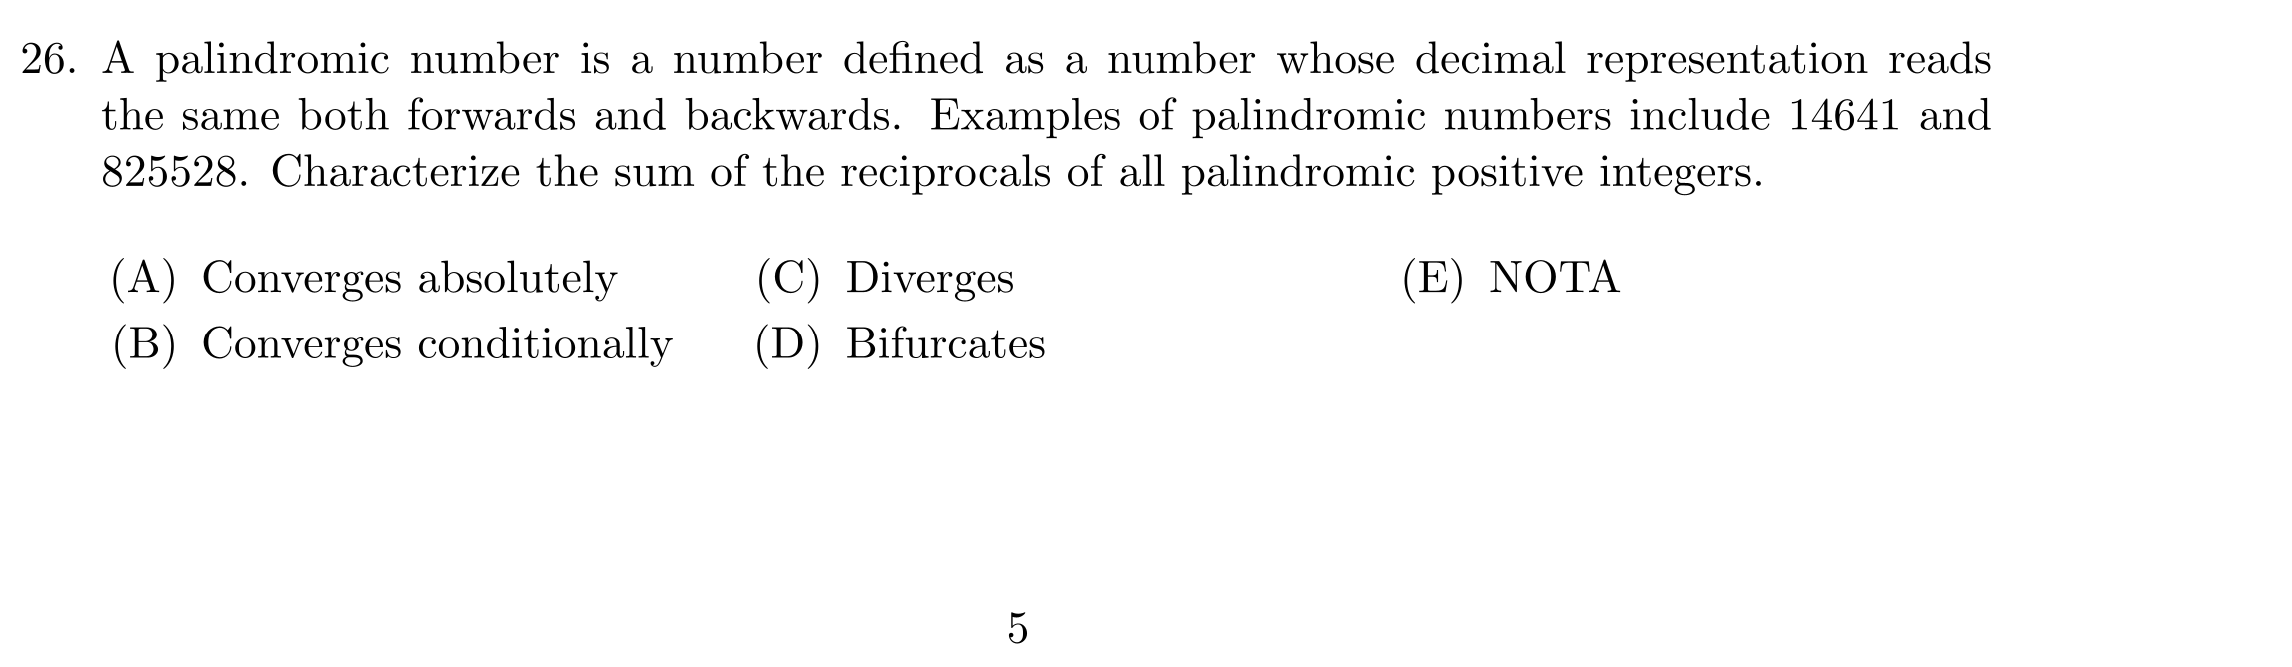 26. A palindromic number is a number defined as a number whose decimal representation reads
the same both forwards and backwards. Examples of palindromic numbers include 14641 and
825528. Characterize the sum of the reciprocals of all palindromic positive integers.
(A) Converges absolutely (C) Diverges (E) NOTA
(B) Converges conditionally (D) Bifurcates
5